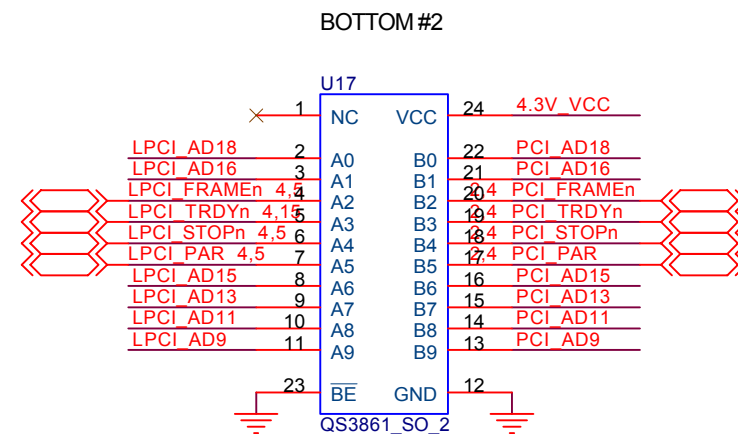 BOTTOM #2
U17
1 NC VCC 24 4.3V_VCC
LPCI_AD18 2 A0 B0 22 PCI_AD18
LPCI_AD16 3 A1 B1 21 PCI_AD16
LPCI_FRAMEn 4,5 4 A2 B2 20 2,4 PCI_FRAMEn
LPCI_TRDYn 4,15 5 A3 B3 19 2,4 PCI_TRDYn
LPCI_STOPn 4,5 6 A4 B4 18 2,4 PCI_STOPn
LPCI_PAR 4,5 7 A5 B5 17 2,4 PCI_PAR
LPCI_AD15 8 A6 B6 16 PCI_AD15
LPCI_AD13 9 A7 B7 15 PCI_AD13
LPCI_AD11 10 A8 B8 14 PCI_AD11
LPCI_AD9 11 A9 B9 13 PCI_AD9
23 BE GND 12
QS3861_SO_2